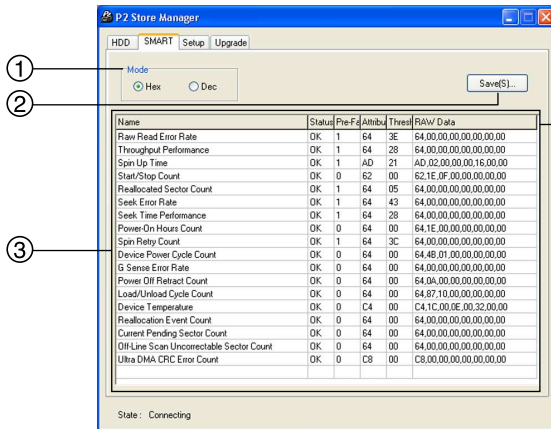 P2 Store Manager
HDD SMART Setup Upgrade
1
Mode
Hex Dec
Save(S)...
2
Name Status Pre-Fa Attribu Thresh RAW Data
Raw Read Error Rate OK 1 64 3E 64,00,00,00,00,00,00,00
Throughput Performance OK 1 64 28 64,00,00,00,00,00,00,00
Spin Up Time OK 1 AD 21 AD,02,00,00,00,16,00,00
Start/Stop Count OK 0 62 00 62,1E,0F,00,00,00,00,00
Reallocated Sector Count OK 1 64 05 64,00,00,00,00,00,00,00
Seek Error Rate OK 1 64 43 64,00,00,00,00,00,00,00
Seek Time Performance OK 1 64 28 64,00,00,00,00,00,00,00
Power-On Hours Count OK 0 64 00 64,1E,00,00,00,00,00,00
Spin Retry Count OK 1 64 3C 64,00,00,00,00,00,00,00
Device Power Cycle Count OK 0 64 00 64,4B,01,00,00,00,00,00
3
G Sense Error Rate OK 0 64 00 64,00,00,00,00,00,00,00
Power Off Retract Count OK 0 64 00 64,0A,00,00,00,00,00,00
Load/Unload Cycle Count OK 0 64 00 64,87,10,00,00,00,00,00
Device Temperature OK 0 C4 00 C4,1C,00,0E,00,32,00,00
Reallocation Event Count OK 0 64 00 64,00,00,00,00,00,00,00
Current Pending Sector Count OK 0 64 00 64,00,00,00,00,00,00,00
Off-Line Scan Uncorrectable Sector Count OK 0 64 00 64,00,00,00,00,00,00,00
Ultra DMA CRC Error Count OK 0 C8 00 C8,00,00,00,00,00,00,00
State : Connecting